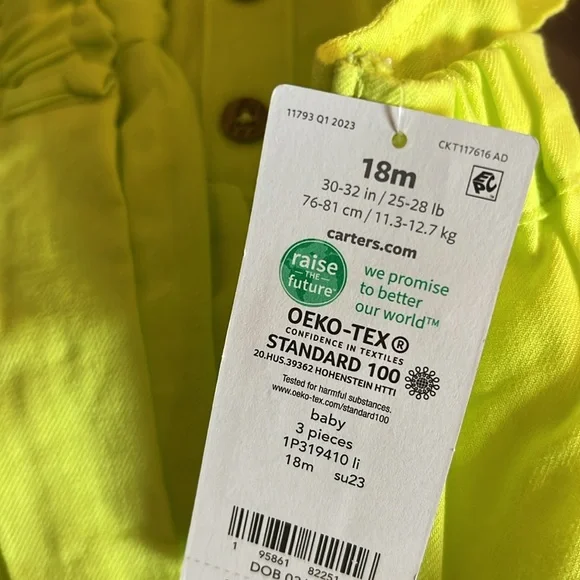 11793 Q1 2023
CKT117616 AD
18m
EPC
30-32 in / 25-28 lb
76-81 cm / 11.3-12.7 kg
carters.com
raise
THE
future™
we promise
to better
our world™
OEKO-TEX®
CONFIDENCE IN TEXTILES
STANDARD 100
20.HUS.39362 HOHENSTEIN HTTI
Tested for harmful substances.
www.oeko-tex.com/standard100
baby
3 pieces
1P319410 li
18m su23
1 95861 82251
DOB